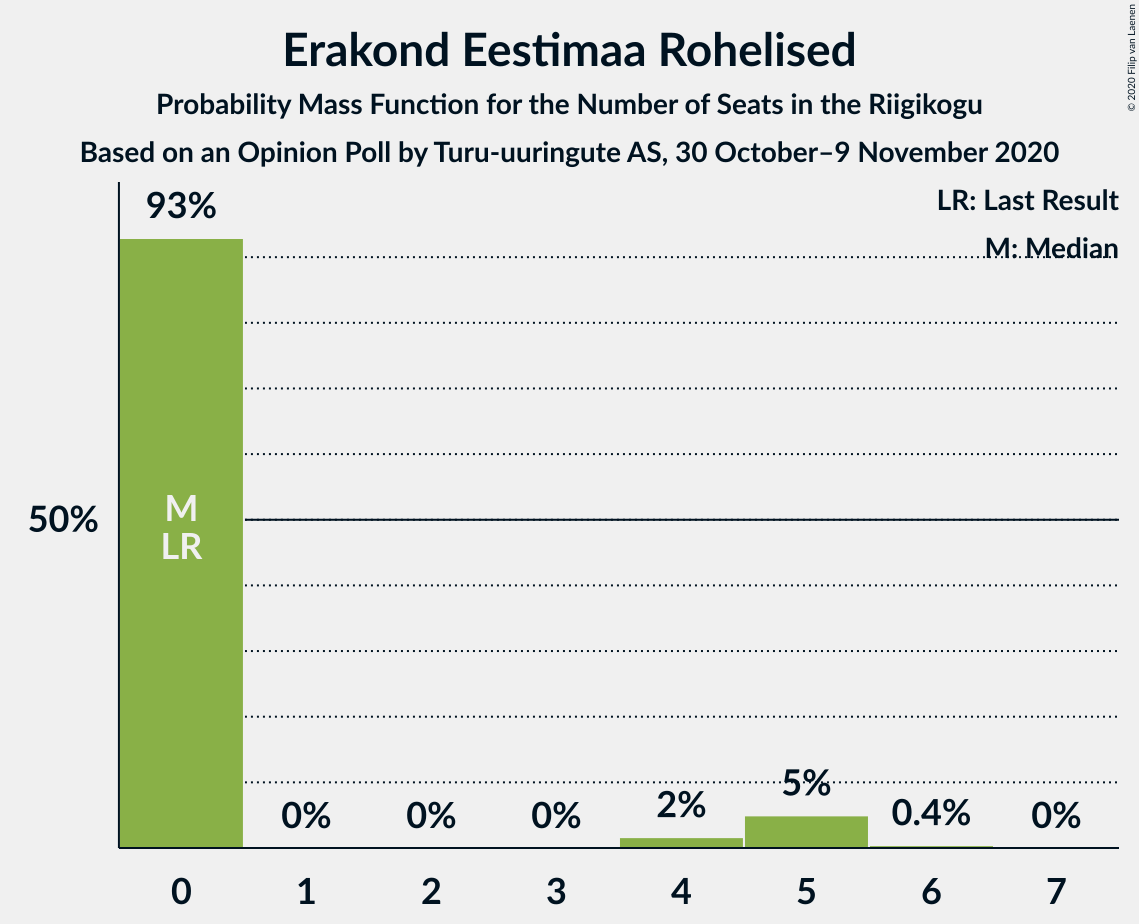 Erakond Eestimaa Rohelised
Probability Mass Function for the Number of Seats in the Riigikogu
Based on an Opinion Poll by Turu-uuringute AS, 30 October–9 November 2020
© 2020 Filip van Laenen
LR: Last Result
M: Median
93%
50%
M
LR
0%
0%
0%
2%
5%
0.4%
0%
0
1
2
3
4
5
6
7